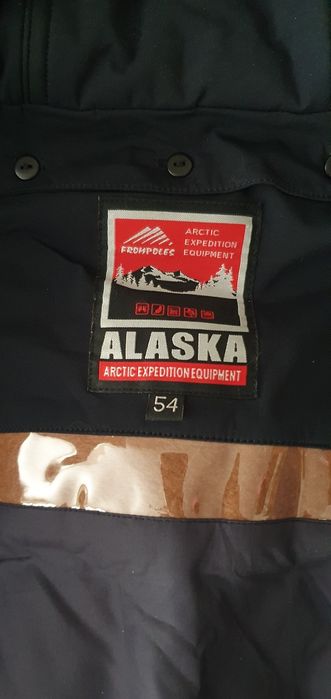 FROMPOLES
ARCTIC
EXPEDITION
EQUIPMENT
ALASKA
ARCTIC EXPEDITION EQUIPMENT
54